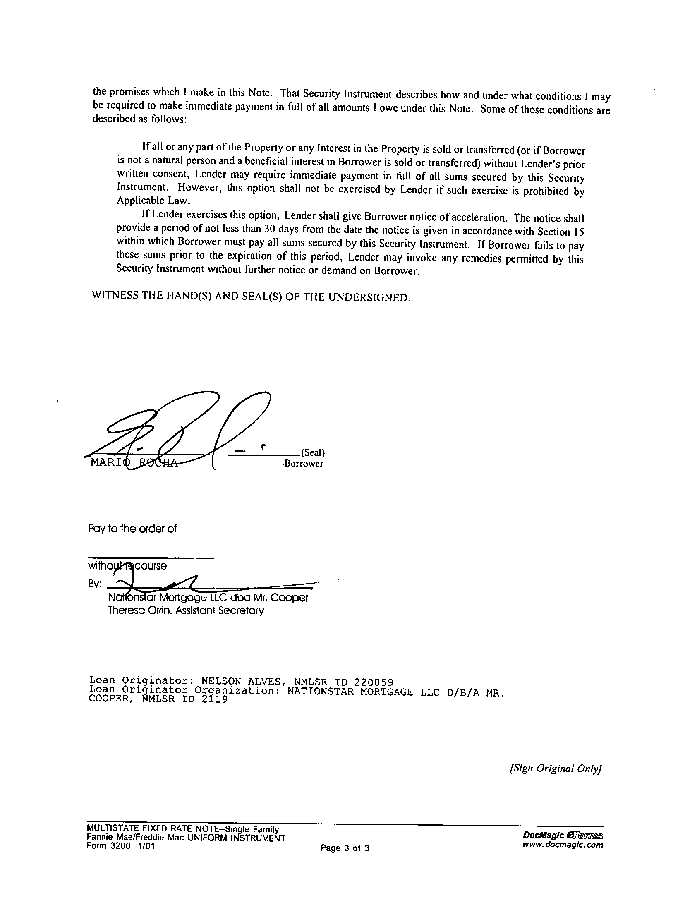 the promises which I make in this Note. That Security Instrument describes how and under what conditions I may
be required to make immediate payment in full of all amounts I owe under this Note. Some of these conditions are
described as follows:
If all or any part of the Property or any Interest in the Property is sold or transferred (or if Borrower
is not a natural person and a beneficial interest in Borrower is sold or transferred) without Lender's prior
written consent, Lender may require immediate payment in full of all sums secured by this Security
Instrument. However, this option shall not be exercised by Lender if such exercise is prohibited by
Applicable Law.
If Lender exercises this option, Lender shall give Borrower notice of acceleration. The notice shall
provide a period of not less than 30 days from the date the notice is given in accordance with Section 15
within which Borrower must pay all sums secured by this Security Instrument. If Borrower fails to pay
these sums prior to the expiration of this period, Lender may invoke any remedies permitted by this
Security Instrument without further notice or demand on Borrower.
WITNESS THE HAND(S) AND SEAL(S) OF THE UNDERSIGNED.
(Seal)
MARIO ROCHA -Borrower
Pay to the order of
without recourse
By:
Nationstar Mortgage LLC dba Mr. Cooper
Theresa Orrin, Assistant Secretary
Loan Originator: NELSON ALVES, NMLSR ID 220059
Loan Originator Organization: NATIONSTAR MORTGAGE LLC D/B/A MR.
COOPER, NMLSR ID 2119
[Sign Original Only]
MULTISTATE FIXED RATE NOTE--Single Family
Fannie Mae/Freddie Mac UNIFORM INSTRUMENT
Form 3200 1/01
Page 3 of 3
DocMagic
www.docmagic.com